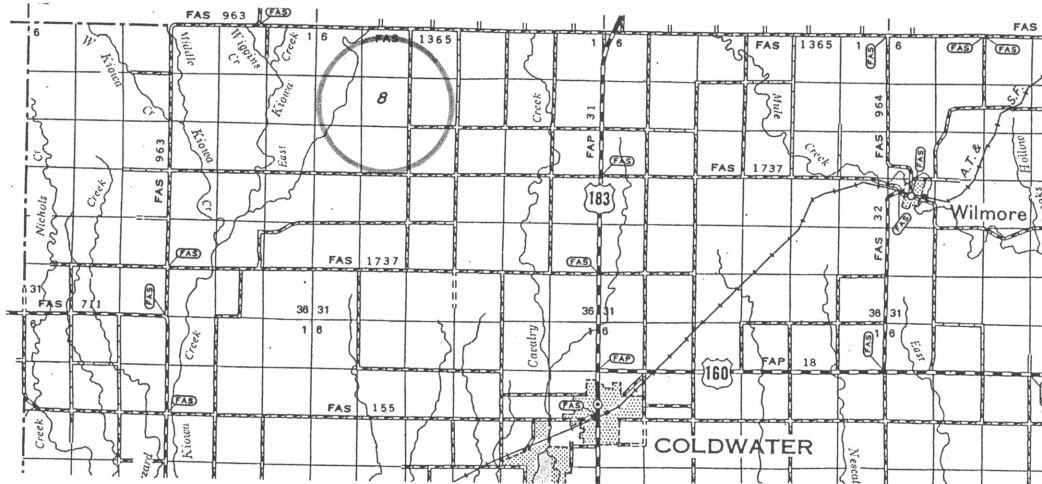 FAS 963
FAS
FAS
6
W
Kiowa
Cr
Middle
Kiowa
Cr
Wiggins
Cr
Creek
Kiowa
East
1 6
FAS 1365
8
1 6
FAS 1365
1 6
FAS
FAS
FAS
963
FAS
Nichols
Cr
Creek
Creek
FAP 31
FAS
183
Mule
Creek
FAS 1737
FAS 964
FAS
A.T. & S.F.
Hollow
Wilmore
FAS
FAS 32
FAS
FAS 1737
FAS
31
FAS 711
6
FAS
36 31
1 6
36 31
1 6
36 31
1 6
Creek
Cavalry
FAP
160
FAP 18
FAS
East
FAS
FAS 155
FAS
Creek
Kiowa
COLDWATER